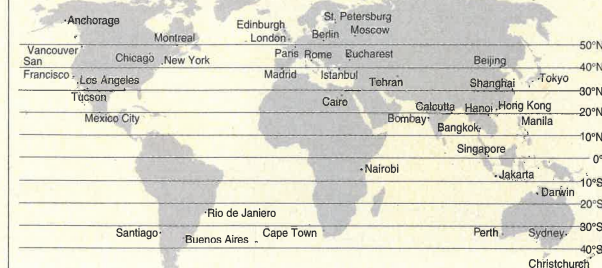 Anchorage
Edinburgh
St. Petersburg
Montreal
London
Berlin
Moscow
50°N
Vancouver
Chicago
New York
Paris
Rome
Bucharest
Beijing
San
Francisco
40°N
Los Angeles
Madrid
Istanbul
Tehran
Shanghai
Tokyo
30°N
Tucson
Cairo
Calcutta
Hanoi
Hong Kong
20°N
Mexico City
Bombay
Bangkok
Manila
10°N
Singapore
0°
Nairobi
Jakarta
10°S
Darwin
20°S
Rio de Janiero
30°S
Santiago
Buenos Aires
Cape Town
Perth
Sydney
40°S
Christchurch